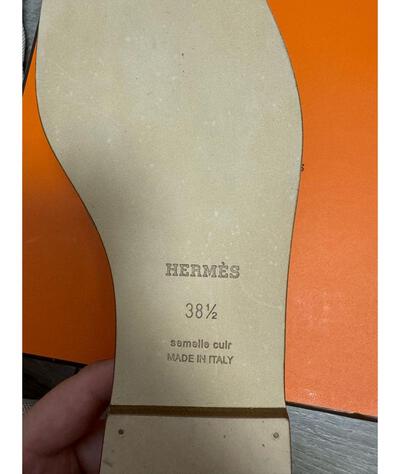 HERMÈS
38½
semelle cuir
MADE IN ITALY